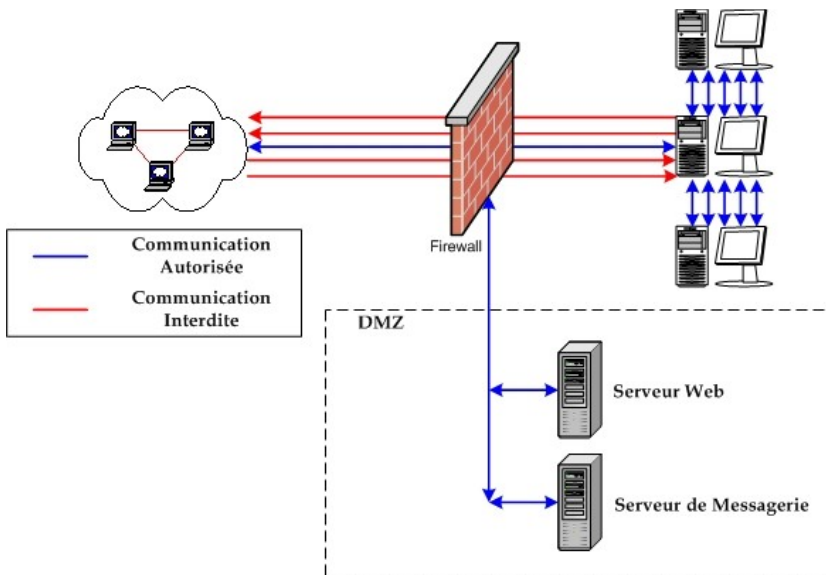 Firewall
Communication
Autorisée
Communication
Interdite
DMZ
Serveur Web
Serveur de Messagerie